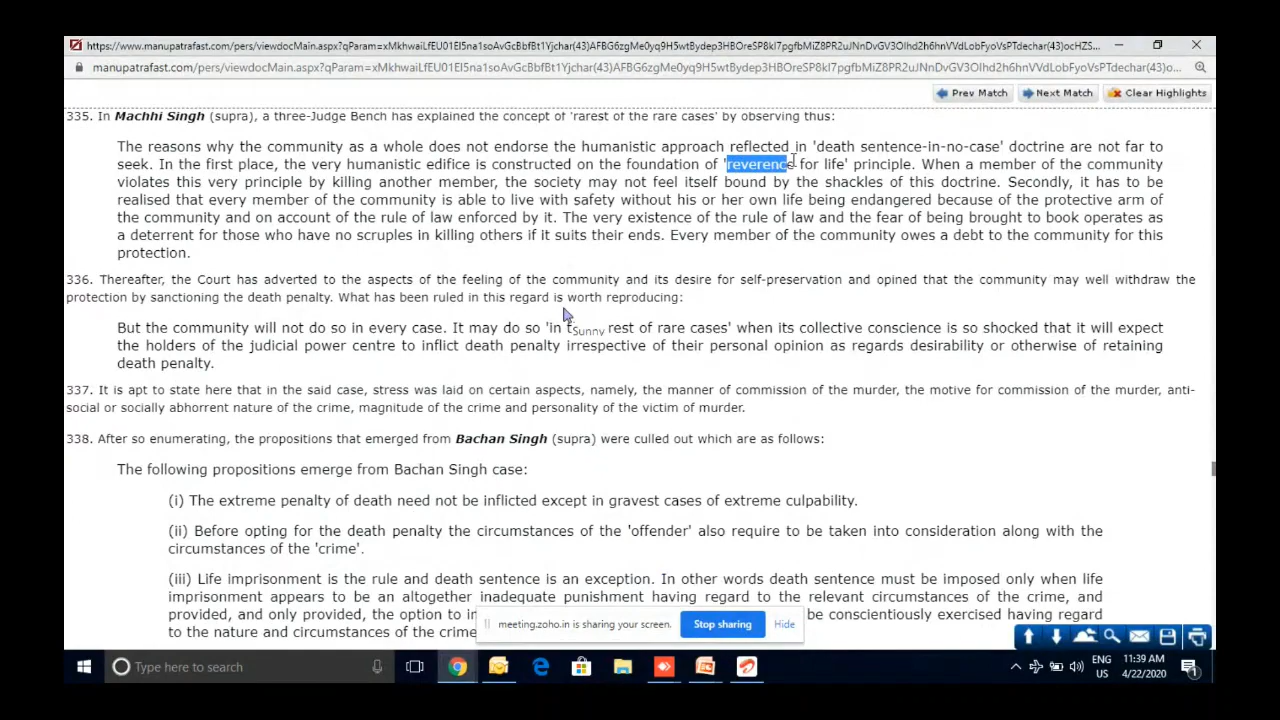 https://www.manupatrafast.com/pers/viewdocMain.aspx?qParam=
https://www.manupatrafast.com/pers/viewdocMain.aspx?qParam=
Prev Match Next Match Clear Highlights
335. In Machhi Singh (supra), a three-Judge Bench has explained the concept of 'rarest of the rare cases' by observing thus:
The reasons why the community as a whole does not endorse the humanistic approach reflected in 'death sentence-in-no-case' doctrine are not far to
seek. In the first place, the very humanistic edifice is constructed on the foundation of 'reverence for life' principle. When a member of the community
violates this very principle by killing another member, the society may not feel itself bound by the shackles of this doctrine. Secondly, it has to be
realised that every member of the community is able to live with safety without his or her own life being endangered because of the protective arm of
the community and on account of the rule of law enforced by it. The very existence of the rule of law and the fear of being brought to book operates as
a deterrent for those who have no scruples in killing others if it suits their ends. Every member of the community owes a debt to the community for this
protection.
336. Thereafter, the Court has adverted to the aspects of the feeling of the community and its desire for self-preservation and opined that the community may well withdraw the
protection by sanctioning the death penalty. What has been ruled in this regard is worth reproducing:
But the community will not do so in every case. It may do so 'in rest of rare cases' when its collective conscience is so shocked that it will expect
Sunny
the holders of the judicial power centre to inflict death penalty irrespective of their personal opinion as regards desirability or otherwise of retaining
death penalty.
337. It is apt to state here that in the said case, stress was laid on certain aspects, namely, the manner of commission of the murder, the motive for commission of the murder, anti-
social or socially abhorrent nature of the crime, magnitude of the crime and personality of the victim of murder.
338. After so enumerating, the propositions that emerged from Bachan Singh (supra) were culled out which are as follows:
The following propositions emerge from Bachan Singh case:
(i) The extreme penalty of death need not be inflicted except in gravest cases of extreme culpability.
(ii) Before opting for the death penalty the circumstances of the 'offender' also require to be taken into consideration along with the
circumstances of the 'crime'.
(iii) Life imprisonment is the rule and death sentence is an exception. In other words death sentence must be imposed only when life
imprisonment appears to be an altogether inadequate punishment having regard to the relevant circumstances of the crime, and
provided, and only provided, the option to in be conscientiously exercised having regard
to the nature and circumstances of the crime
meeting.zoho.in is sharing your screen. Stop sharing Hide
Type here to search
ENG
US
11:39 AM
4/22/2020
1